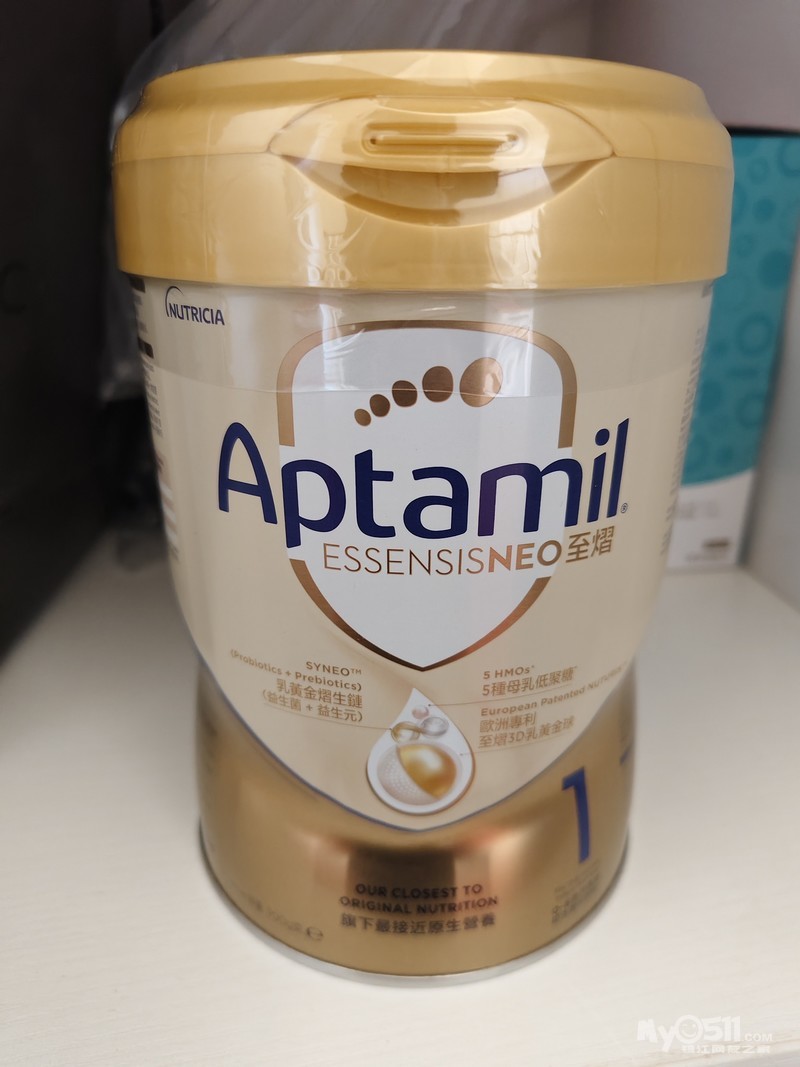 NUTRICIA
Aptamil®
ESSENSISNEO至熠
SYNEO™
(Probiotics + Prebiotics)
乳黃金熠生鏈
(益生菌 + 益生元)
5 HMOs
5種母乳低聚糖
European Patented
歐洲專利
至熠3D乳黃金球
1
OUR CLOSEST TO
ORIGINAL NUTRITION
旗下最接近原生營養
My0511.COM